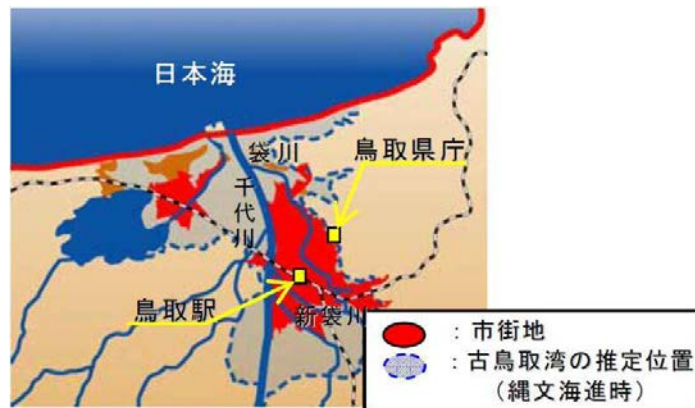 日本海
袋川
鳥取県庁
千代川
鳥取駅
新袋川
：市街地
：古鳥取湾の推定位置
（縄文海進時）